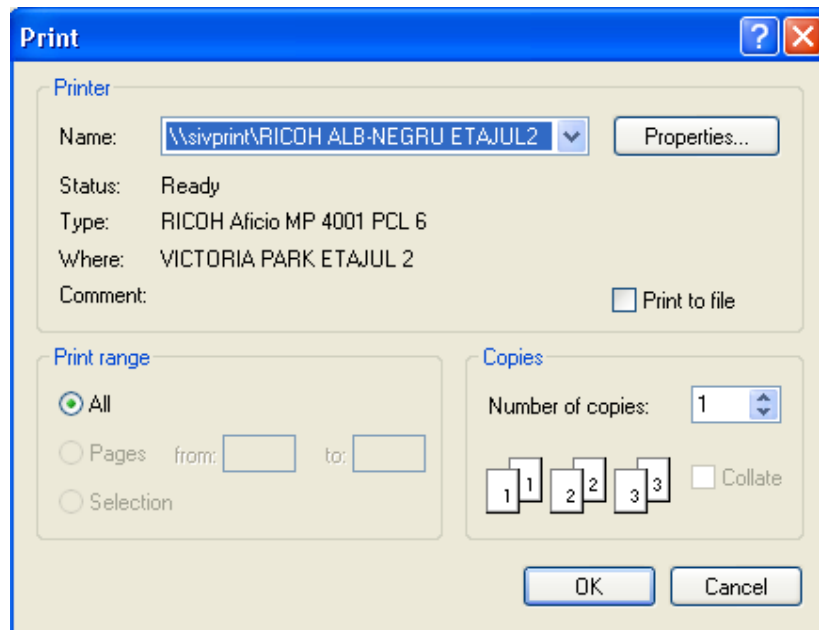 Print
Printer
Name: \\sivprint\RICOH ALB-NEGRU ETAJUL2 Properties...
Status: Ready
Type: RICOH Aficio MP 4001 PCL 6
Where: VICTORIA PARK ETAJUL 2
Comment: Print to file
Print range
All
Pages from: to:
Selection
Copies
Number of copies: 1
1 1 2 2 3 3 Collate
OK Cancel